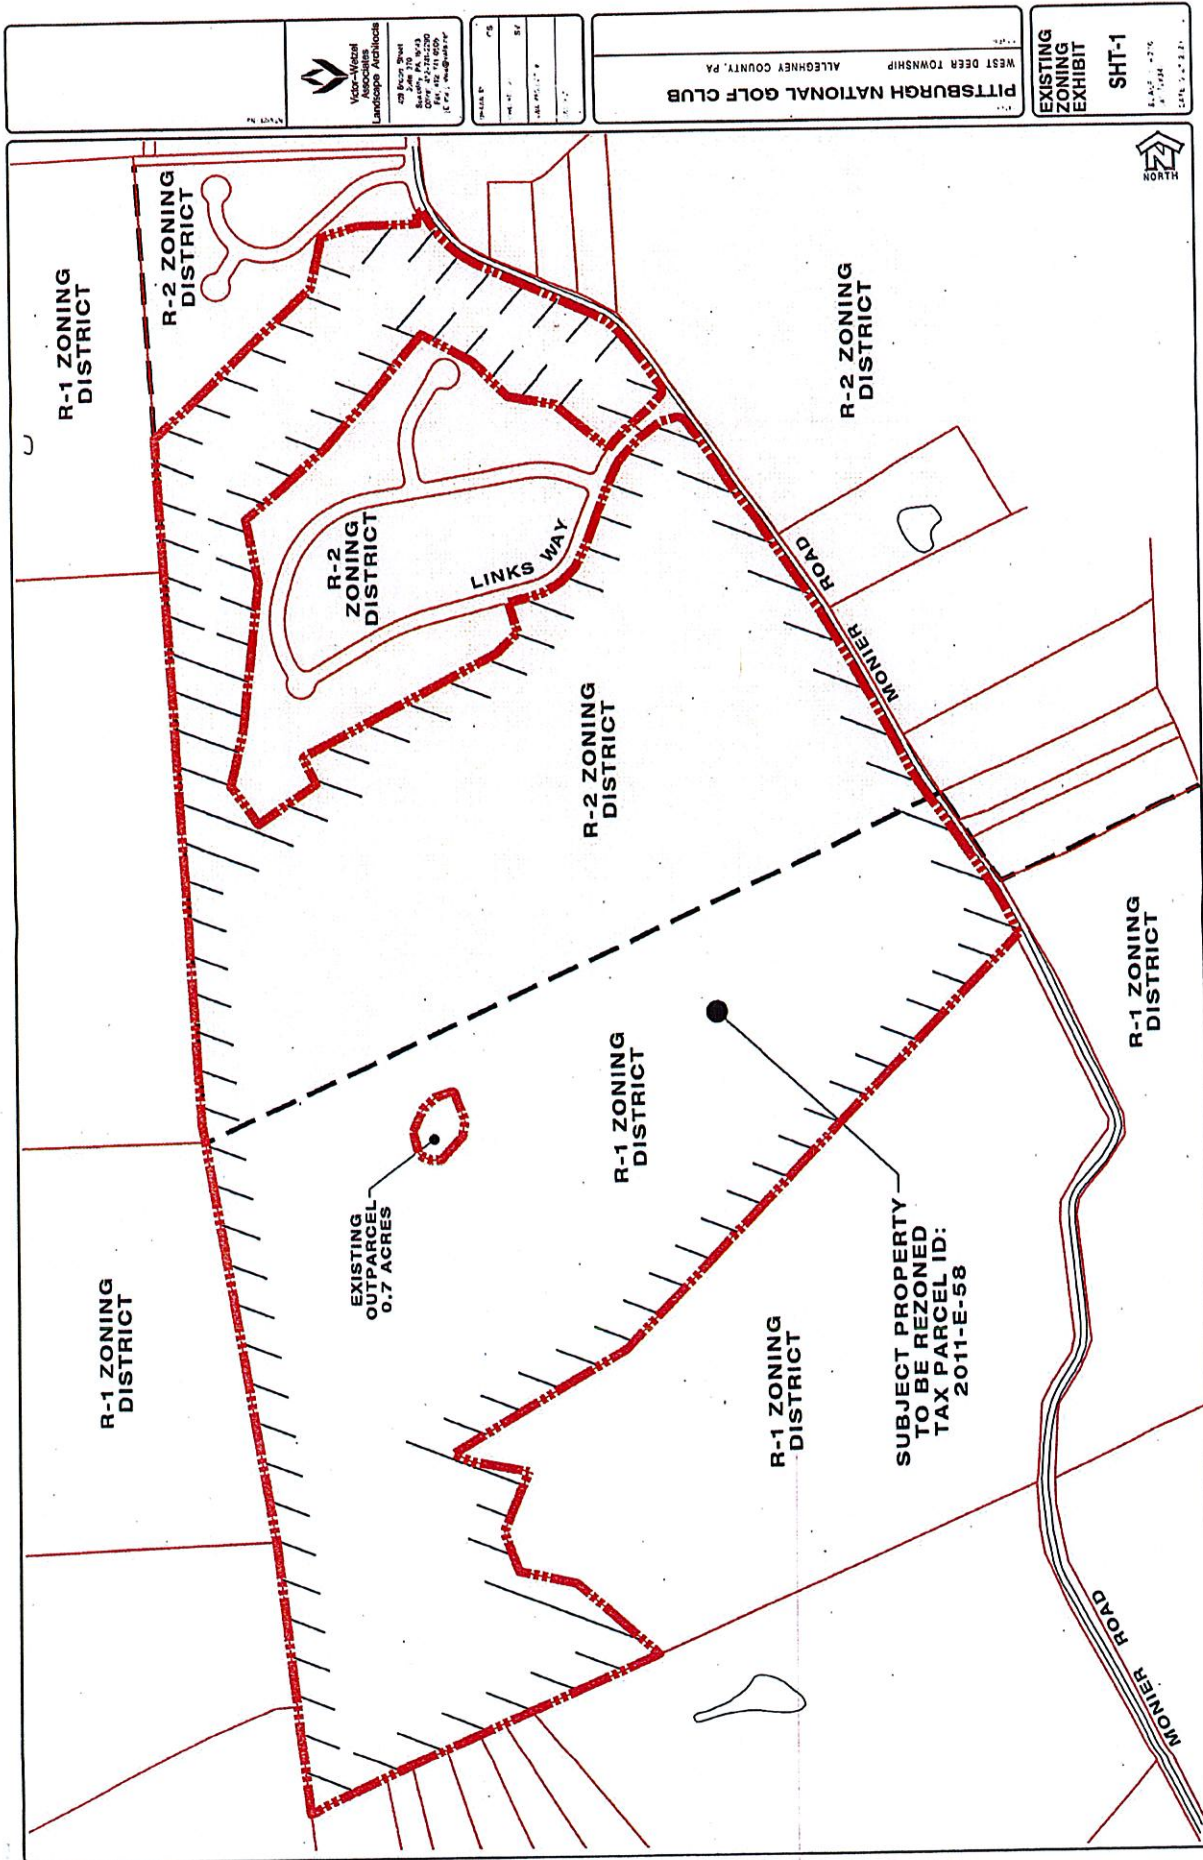 Victor-Wetzel
Associates
Landscape Architects
PITTSBURGH NATIONAL GOLF CLUB
WEST DEER TOWNSHIP
ALLEGHNEY COUNTY, PA
EXISTING
ZONING
EXHIBIT
SHT-1
NORTH
R-1 ZONING
DISTRICT
R-2 ZONING
DISTRICT
R-2
ZONING
DISTRICT
LINKS WAY
R-2 ZONING
DISTRICT
MONIER ROAD
R-2 ZONING
DISTRICT
R-1 ZONING
DISTRICT
EXISTING
OUTPARCEL
0.7 ACRES
R-1 ZONING
DISTRICT
R-1 ZONING
DISTRICT
R-1 ZONING
DISTRICT
SUBJECT PROPERTY
TO BE REZONED
TAX PARCEL ID:
2011-E-58
MONIER ROAD